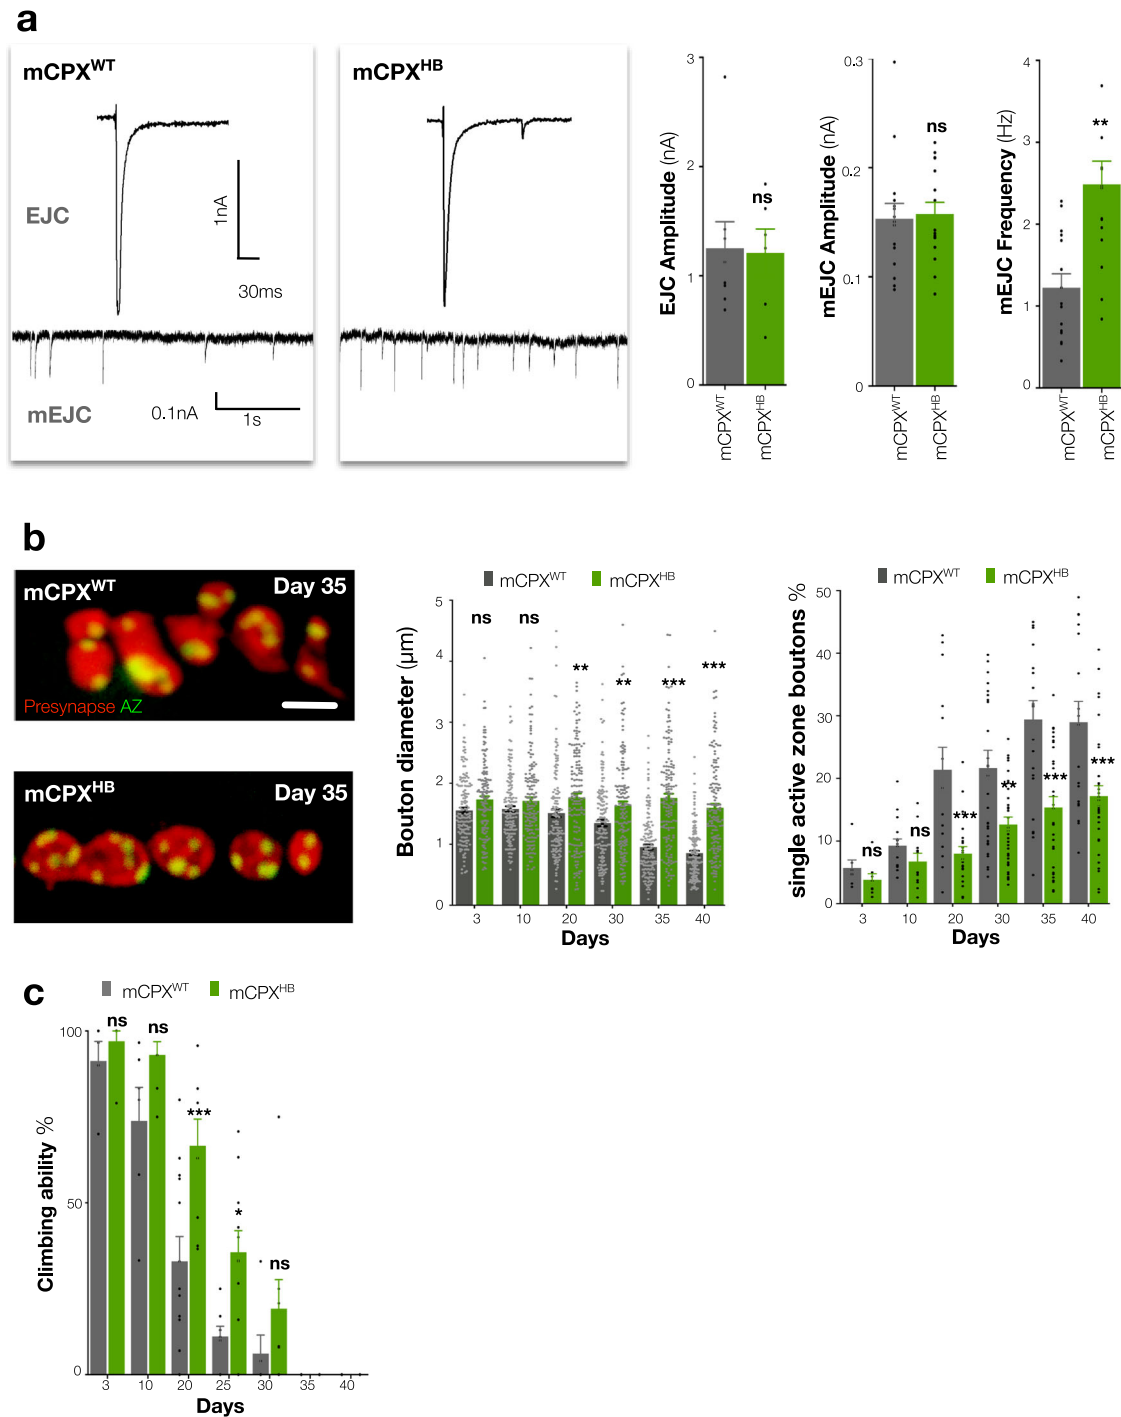 a
mCPXWT
mCPXHB
EJC
1nA
30ms
mEJC
0.1nA
1s
EJC Amplitude (nA)
3
2
1
0
ns
mCPXWT
mCPXHB
mEJC Amplitude (nA)
0.3
0.2
0.1
0
ns
mCPXWT
mCPXHB
mEJC Frequency (Hz)
4
3
2
1
0
**
mCPXWT
mCPXHB
b
mCPXWT
Day 35
Presynapse AZ
mCPXHB
Day 35
mCPXWT
mCPXHB
Bouton diameter (µm)
5
4
3
2
1
0
ns
ns
**
**
***
***
3 10 20 30 35 40
Days
mCPXWT
mCPXHB
single active zone boutons %
50
40
30
20
10
0
ns
ns
***
**
***
***
3 10 20 30 35 40
Days
c
mCPXWT
mCPXHB
Climbing ability %
100
50
0
ns
ns
***
*
ns
3 10 20 25 30 35 40
Days